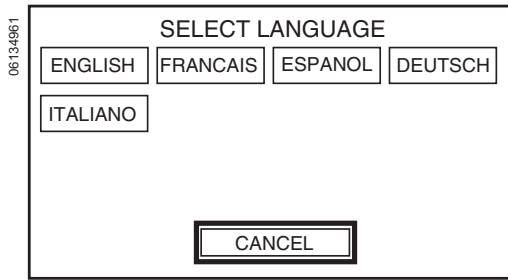 06134961
SELECT LANGUAGE
ENGLISH FRANCAIS ESPANOL DEUTSCH
ITALIANO
CANCEL